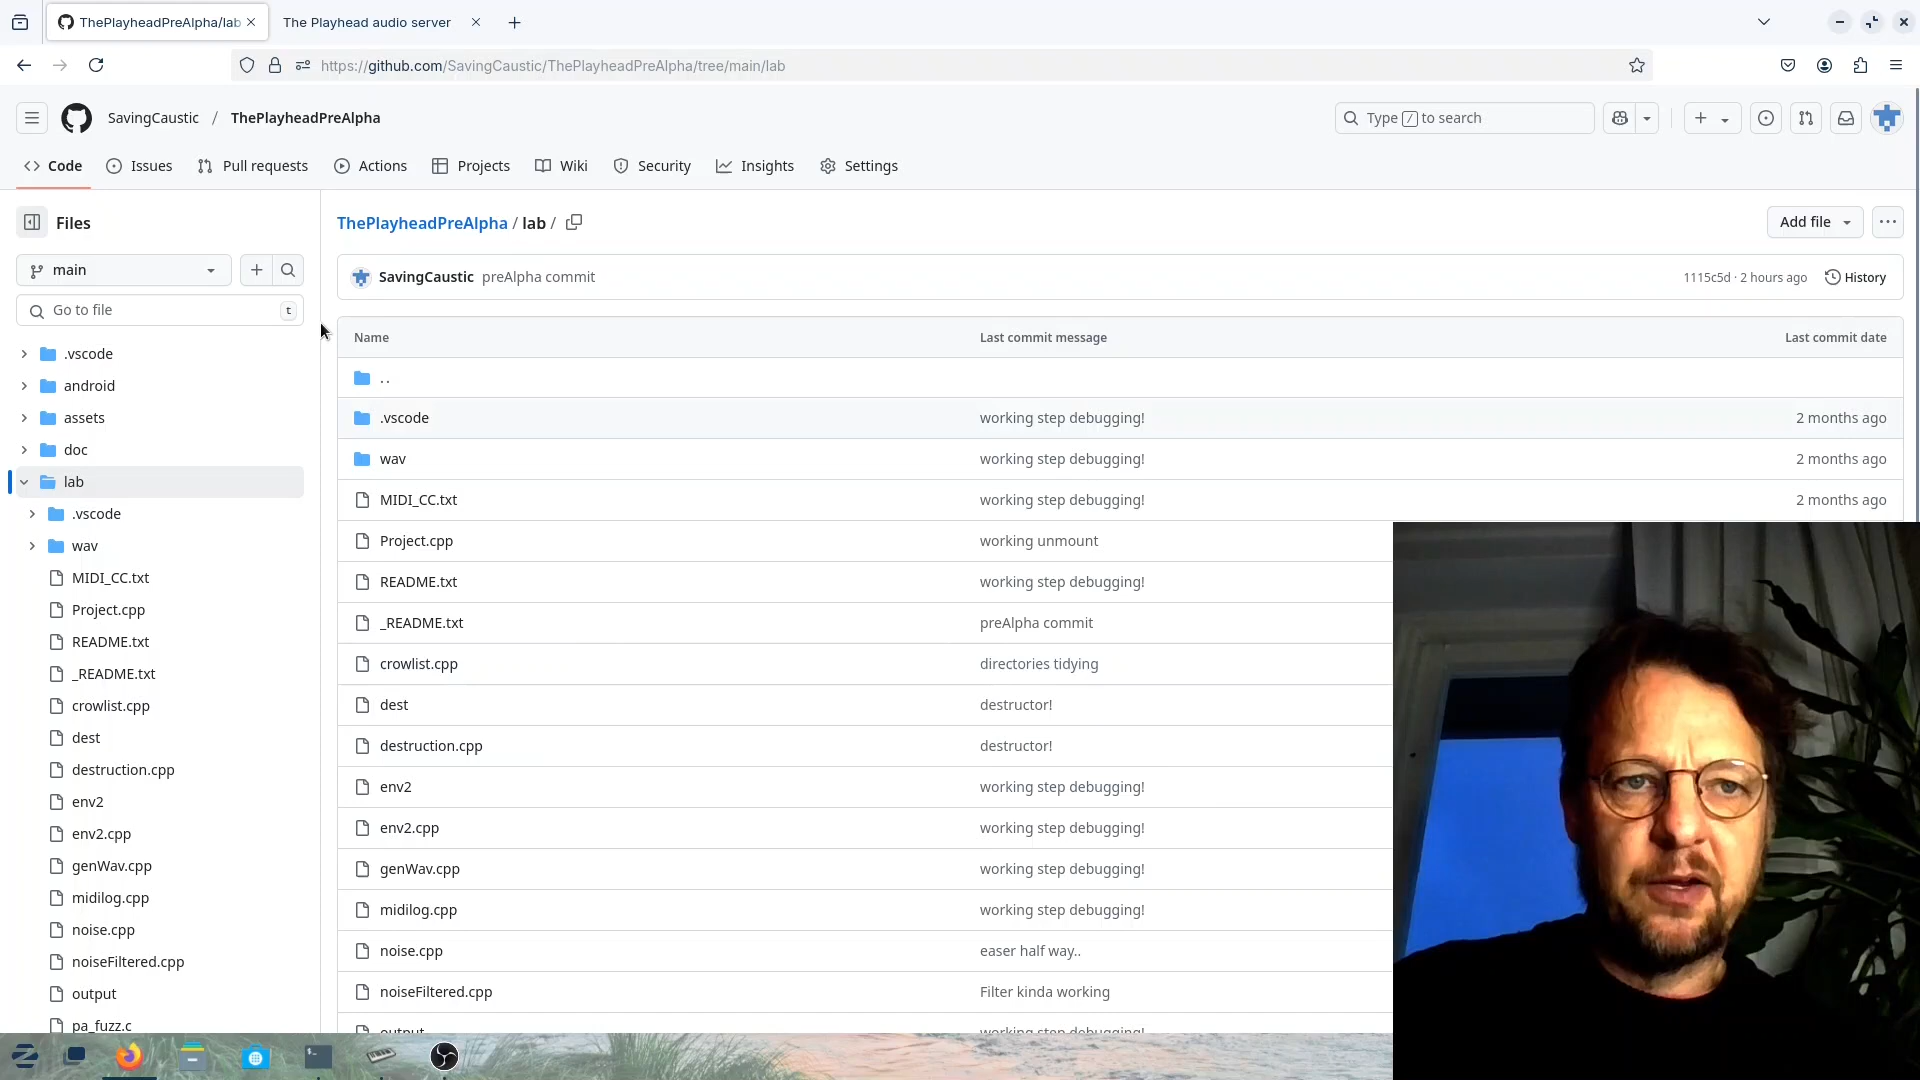 ThePlayheadPreAlpha/lab
The Playhead audio server
https://github.com/SavingCaustic/ThePlayheadPreAlpha/tree/main/lab
SavingCaustic / ThePlayheadPreAlpha
Type / to search
Code Issues Pull requests Actions Projects Wiki Security Insights Settings
Files
main
Go to file t
.vscode
android
assets
doc
lab
.vscode
wav
MIDI_CC.txt
Project.cpp
README.txt
_README.txt
crowlist.cpp
dest
destruction.cpp
env2
env2.cpp
genWav.cpp
midilog.cpp
noise.cpp
noiseFiltered.cpp
output
pa_fuzz.c
ThePlayheadPreAlpha / lab /
Add file
SavingCaustic preAlpha commit 1115c5d · 2 hours ago History
Name Last commit message Last commit date
..
.vscode working step debugging! 2 months ago
wav working step debugging! 2 months ago
MIDI_CC.txt working step debugging! 2 months ago
Project.cpp working unmount
README.txt working step debugging!
_README.txt preAlpha commit
crowlist.cpp directories tidying
dest destructor!
destruction.cpp destructor!
env2 working step debugging!
env2.cpp working step debugging!
genWav.cpp working step debugging!
midilog.cpp working step debugging!
noise.cpp easer half way..
noiseFiltered.cpp Filter kinda working
output working step debugging!